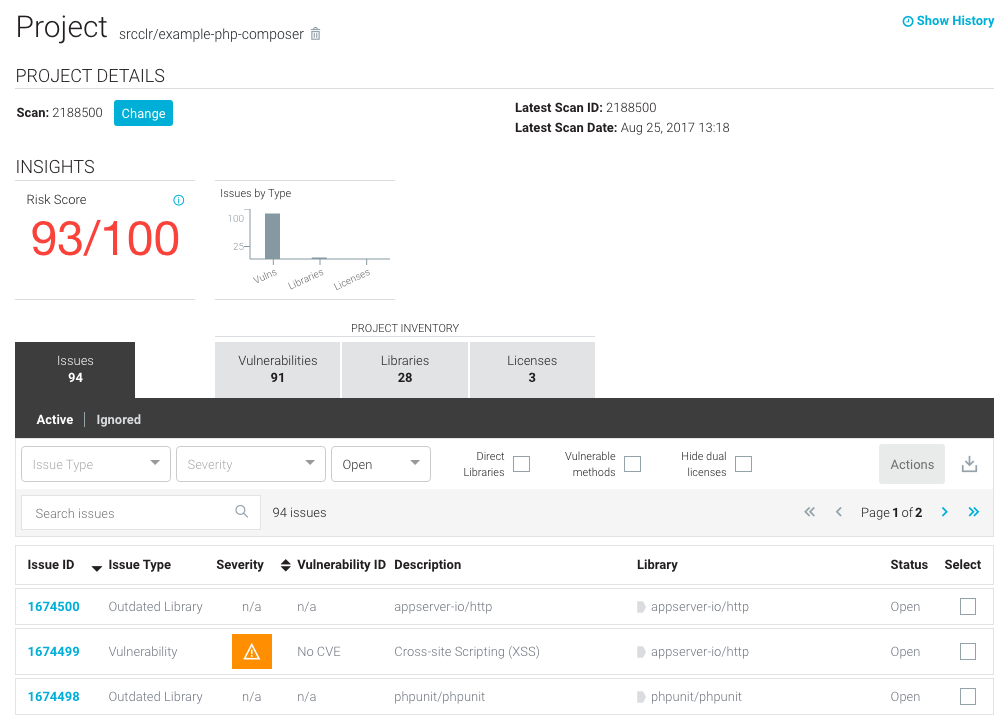 Project srcclr/example-php-composer
Show History
PROJECT DETAILS
Scan: 2188500 Change
Latest Scan ID: 2188500
Latest Scan Date: Aug 25, 2017 13:18
INSIGHTS
Risk Score
93/100
Issues by Type
100
25
Vulns Libraries Licenses
PROJECT INVENTORY
Issues
94
Vulnerabilities
91
Libraries
28
Licenses
3
Active Ignored
Issue Type Severity Open
Direct
Libraries
Vulnerable
methods
Hide dual
licenses
Actions
Search issues 94 issues Page 1 of 2
Issue ID Issue Type Severity Vulnerability ID Description Library Status Select
1674500 Outdated Library n/a n/a appserver-io/http appserver-io/http Open
1674499 Vulnerability No CVE Cross-site Scripting (XSS) appserver-io/http Open
1674498 Outdated Library n/a n/a phpunit/phpunit phpunit/phpunit Open